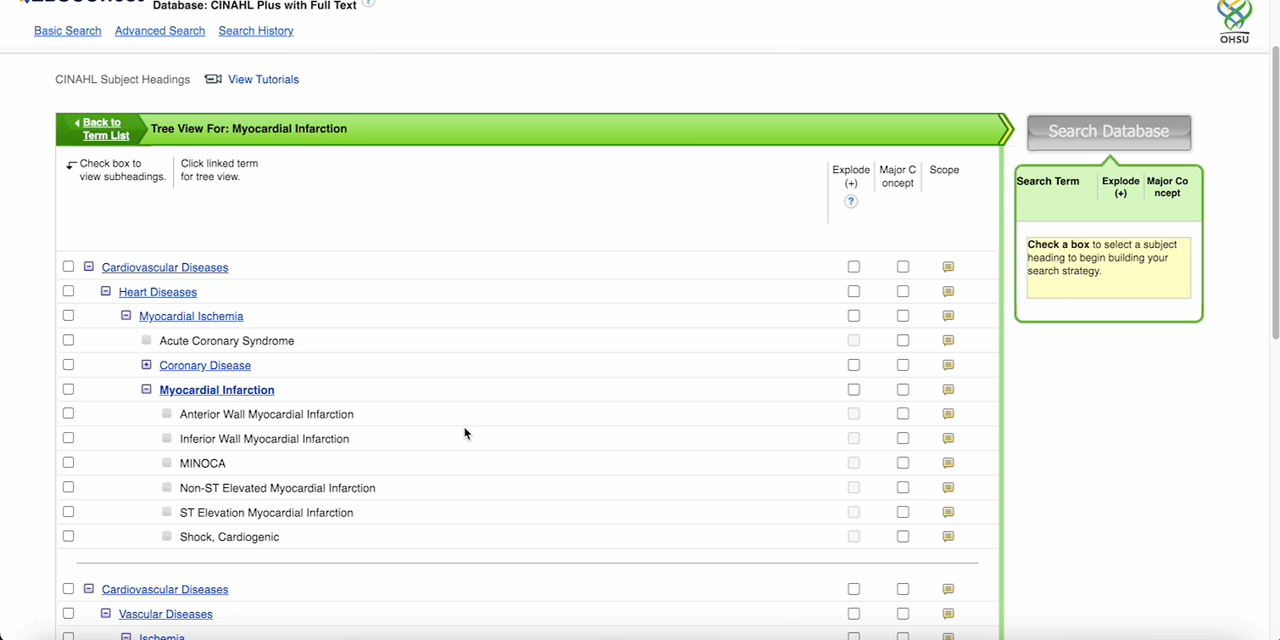 Database: CINAHL Plus with Full Text
Basic Search Advanced Search Search History
OHSU
CINAHL Subject Headings View Tutorials
Back to
Term List
Tree View For: Myocardial Infarction
Search Database
Check box to
view subheadings.
Click linked term
for tree view.
Explode
(+)
?
Major C
oncept
Scope
Search Term
Explode
(+)
Major Co
ncept
Check a box to select a subject
heading to begin building your
search strategy.
Cardiovascular Diseases
Heart Diseases
Myocardial Ischemia
Acute Coronary Syndrome
Coronary Disease
Myocardial Infarction
Anterior Wall Myocardial Infarction
Inferior Wall Myocardial Infarction
MINOCA
Non-ST Elevated Myocardial Infarction
ST Elevation Myocardial Infarction
Shock, Cardiogenic
Cardiovascular Diseases
Vascular Diseases
Ischemia